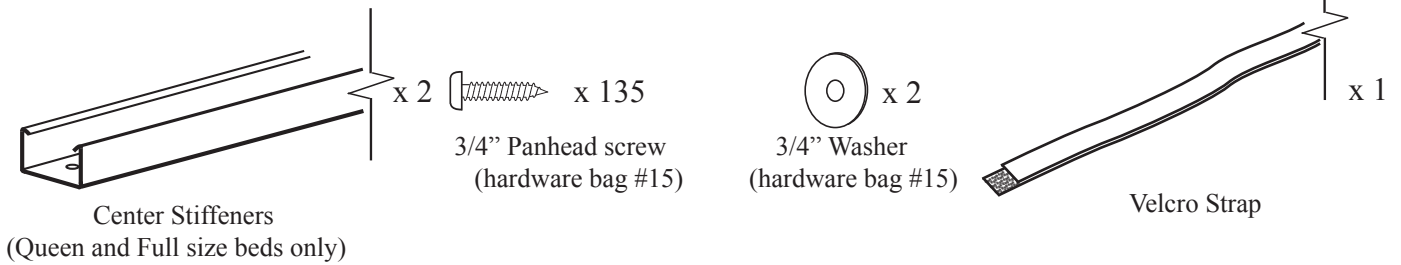 x 2
x 135
x 2
x 1
3/4” Panhead screw
(hardware bag #15)
3/4” Washer
(hardware bag #15)
Velcro Strap
Center Stiffeners
(Queen and Full size beds only)